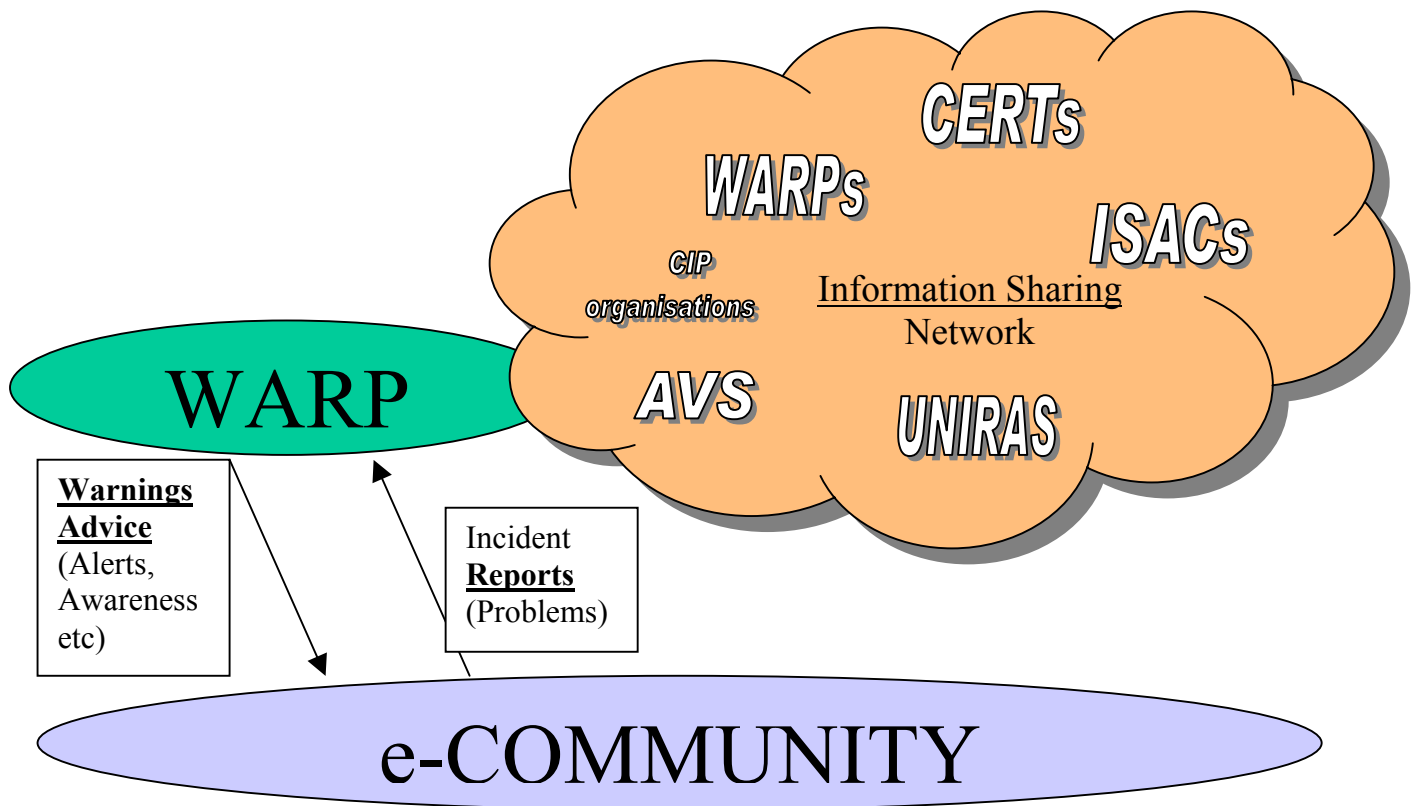 CERTs
WARPs
ISACs
CIP
organisations
Information Sharing
Network
AVS
UNIRAS
WARP
Warnings
Advice
(Alerts,
Awareness
etc)
Incident
Reports
(Problems)
e-COMMUNITY